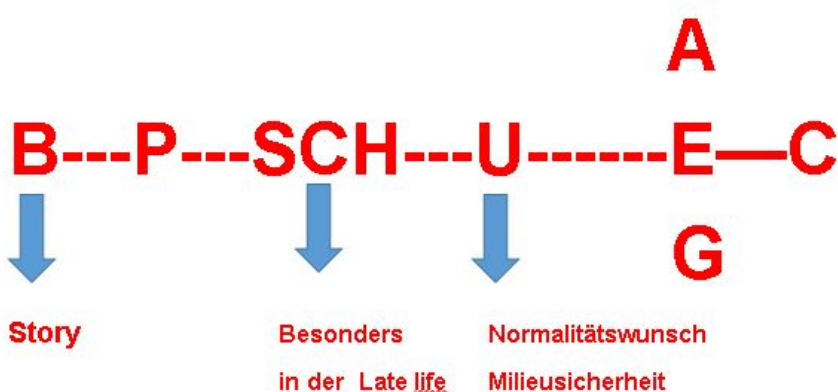 A
B---P---SCH---U------E—C
G
Story
Besonders
in der Late life
Normalitätswunsch
Milieusicherheit